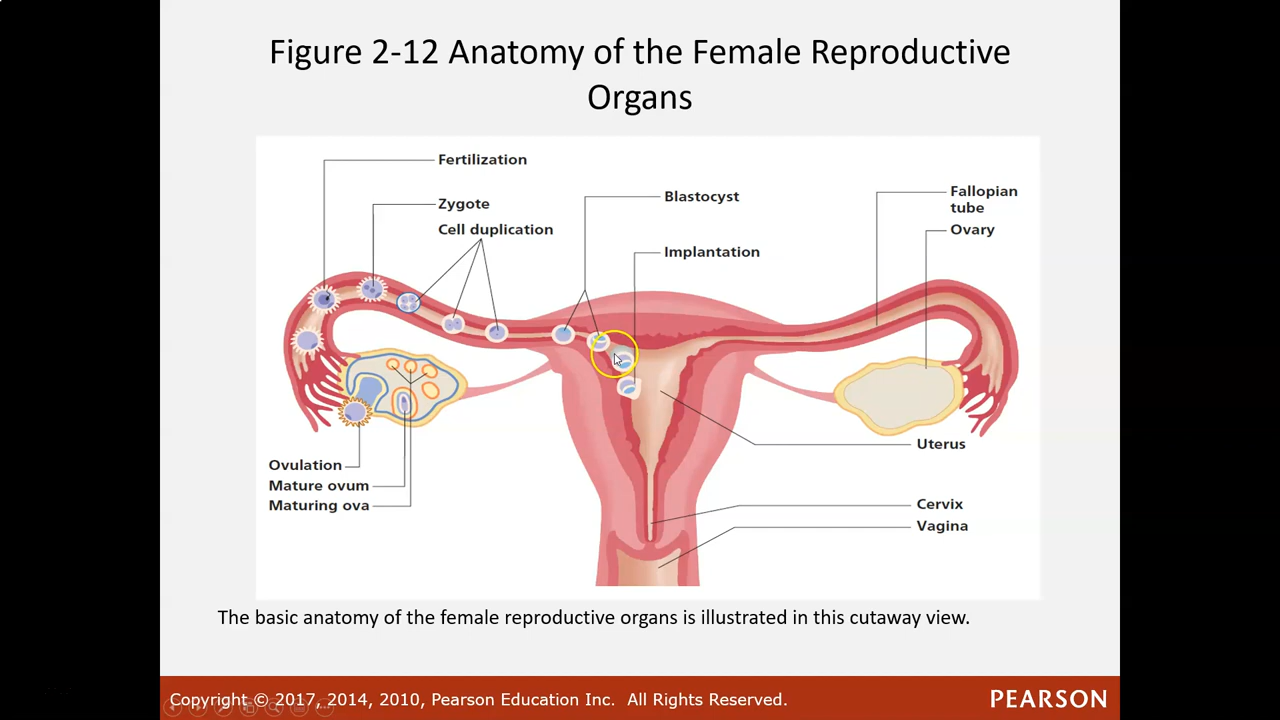 Figure 2-12 Anatomy of the Female Reproductive
Organs
Fertilization
Zygote
Cell duplication
Blastocyst
Implantation
Fallopian
tube
Ovary
Ovulation
Mature ovum
Maturing ova
Uterus
Cervix
Vagina
The basic anatomy of the female reproductive organs is illustrated in this cutaway view.
Copyright © 2017, 2014, 2010, Pearson Education Inc. All Rights Reserved.
PEARSON